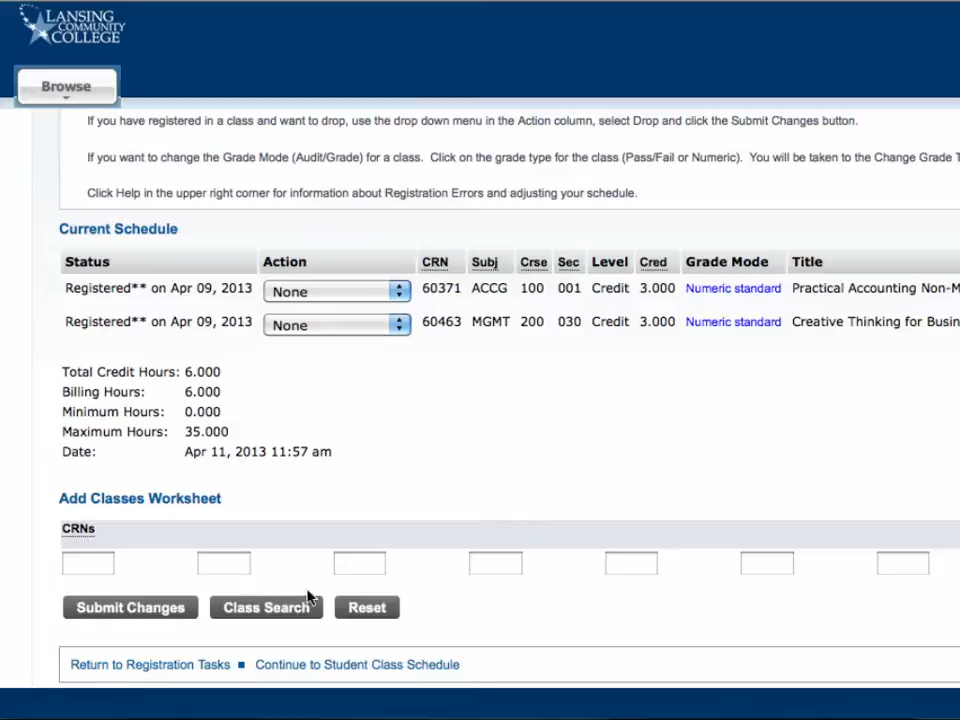 LANSING
COMMUNITY
COLLEGE
Browse
If you have registered in a class and want to drop, use the drop down menu in the Action column, select Drop and click the Submit Changes button.
If you want to change the Grade Mode (Audit/Grade) for a class. Click on the grade type for the class (Pass/Fail or Numeric). You will be taken to the Change Grade
Click Help in the upper right corner for information about Registration Errors and adjusting your schedule.
Current Schedule
Status Action CRN Subj Crse Sec Level Cred Grade Mode Title
Registered** on Apr 09, 2013 None 60371 ACCG 100 001 Credit 3.000 Numeric standard Practical Accounting
Registered** on Apr 09, 2013 None 60463 MGMT 200 030 Credit 3.000 Numeric standard Creative Thinking for
Total Credit Hours: 6.000
Billing Hours: 6.000
Minimum Hours: 0.000
Maximum Hours: 35.000
Date: Apr 11, 2013 11:57 am
Add Classes Worksheet
CRNs
Submit Changes Class Search Reset
Return to Registration Tasks Continue to Student Class Schedule